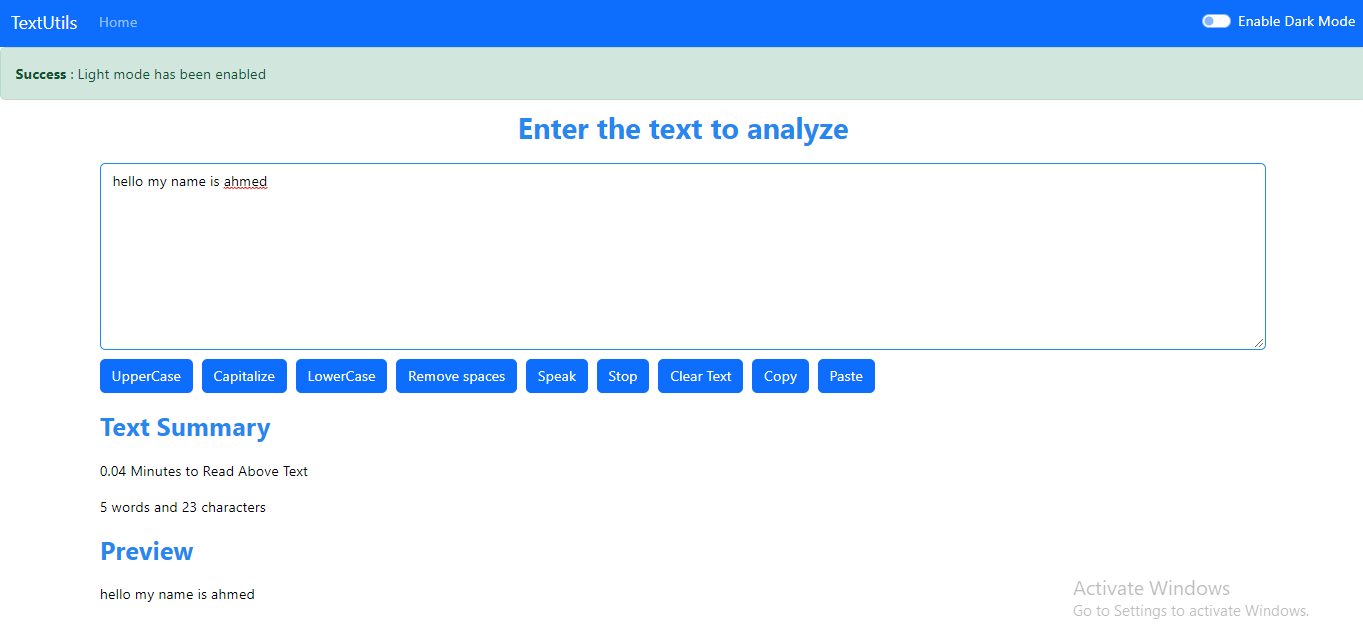 TextUtils Home Enable Dark Mode
Success : Light mode has been enabled
Enter the text to analyze
hello my name is ahmed
UpperCase Capitalize LowerCase Remove spaces Speak Stop Clear Text Copy Paste
Text Summary
0.04 Minutes to Read Above Text
5 words and 23 characters
Preview
hello my name is ahmed
Activate Windows
Go to Settings to activate Windows.